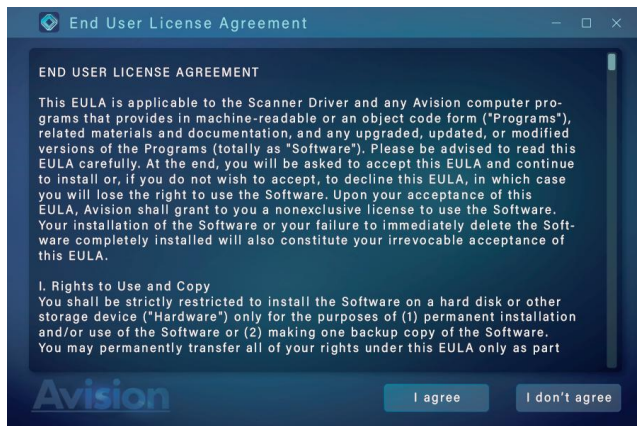 End User License Agreement
END USER LICENSE AGREEMENT
This EULA is applicable to the Scanner Driver and any Avision computer pro-
grams that provides in machine-readable or an object code form ("Programs"),
related materials and documentation, and any upgraded, updated, or modified
versions of the Programs (totally as "Software"). Please be advised to read this
EULA carefully. At the end, you will be asked to accept this EULA and continue
to install or, if you do not wish to accept, to decline this EULA, in which case
you will lose the right to use the Software. Upon your acceptance of this
EULA, Avision shall grant to you a nonexclusive license to use the Software.
Your installation of the Software or your failure to immediately delete the Soft-
ware completely installed will also constitute your irrevocable acceptance of
this EULA.
I. Rights to Use and Copy
You shall be strictly restricted to install the Software on a hard disk or other
storage device ("Hardware") only for the purposes of (1) permanent installation
and/or use of the Software or (2) making one backup copy of the Software.
You may permanently transfer all of your rights under this EULA only as part
Avision
I agree
I don't agree